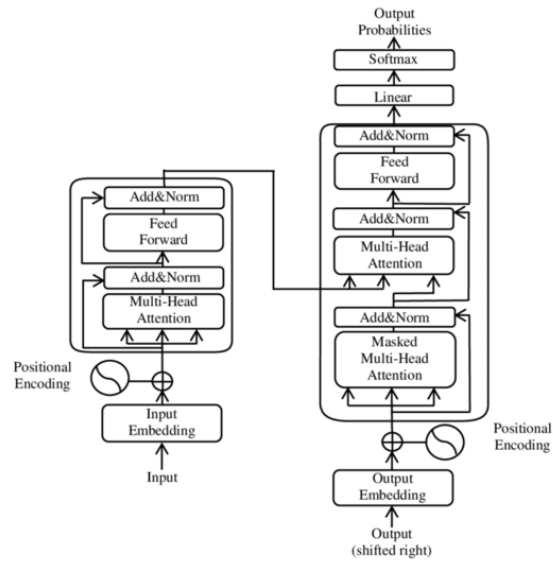 Output
Probabilities
Softmax
Linear
Add&Norm
Feed
Forward
Add&Norm
Multi-Head
Attention
Add&Norm
Masked
Multi-Head
Attention
Positional
Encoding
Output
Embedding
Output
(shifted right)
Add&Norm
Feed
Forward
Add&Norm
Multi-Head
Attention
Positional
Encoding
Input
Embedding
Input